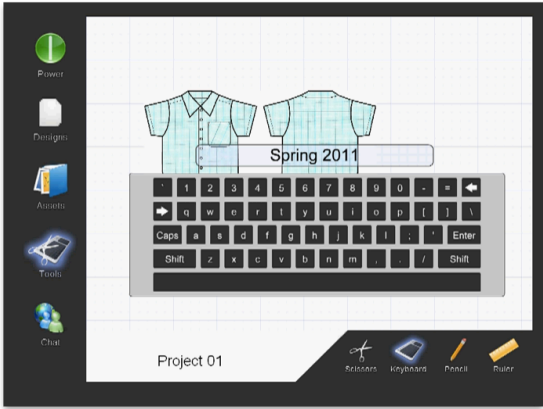 Power
Designs
Assets
Tools
Chat
Spring 2011
' 1 2 3 4 5 6 7 8 9 0 - =
q w e r t y u i o p [ ] \
Caps a s d f g h j k l ; ' Enter
Shift z x c v b n m , . / Shift
Project 01
Scissors Keyboard Pencil Ruler